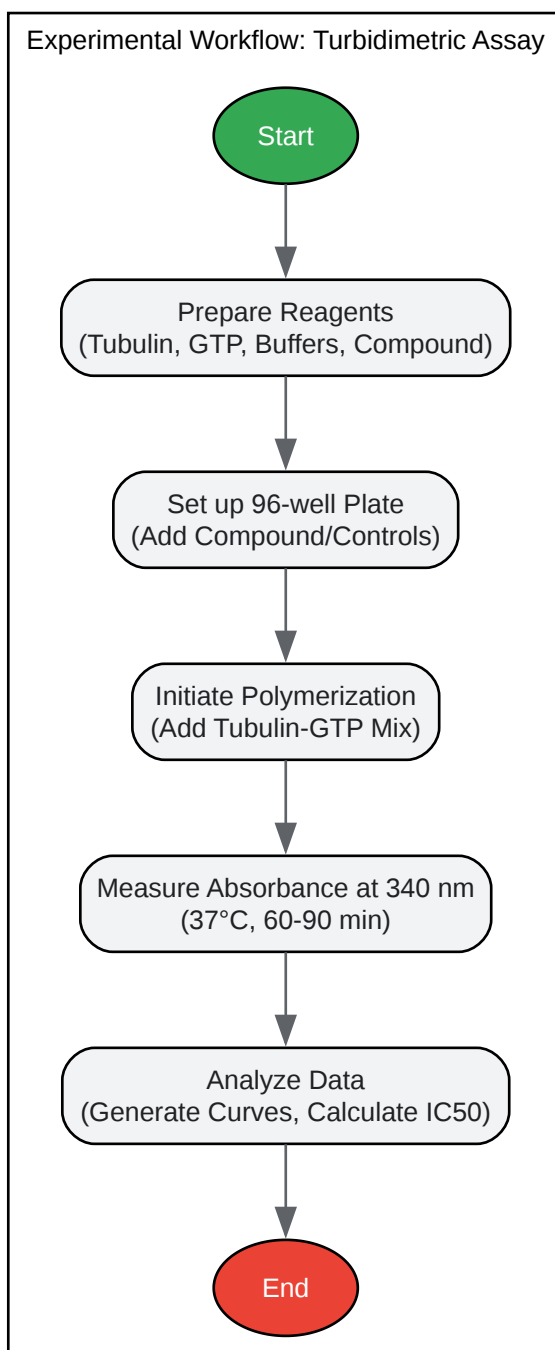 Experimental Workflow: Turbidimetric Assay
Start
Prepare Reagents
(Tubulin, GTP, Buffers, Compound)
Set up 96-well Plate
(Add Compound/Controls)
Initiate Polymerization
(Add Tubulin-GTP Mix)
Measure Absorbance at 340 nm
(37°C, 60-90 min)
Analyze Data
(Generate Curves, Calculate IC50)
End